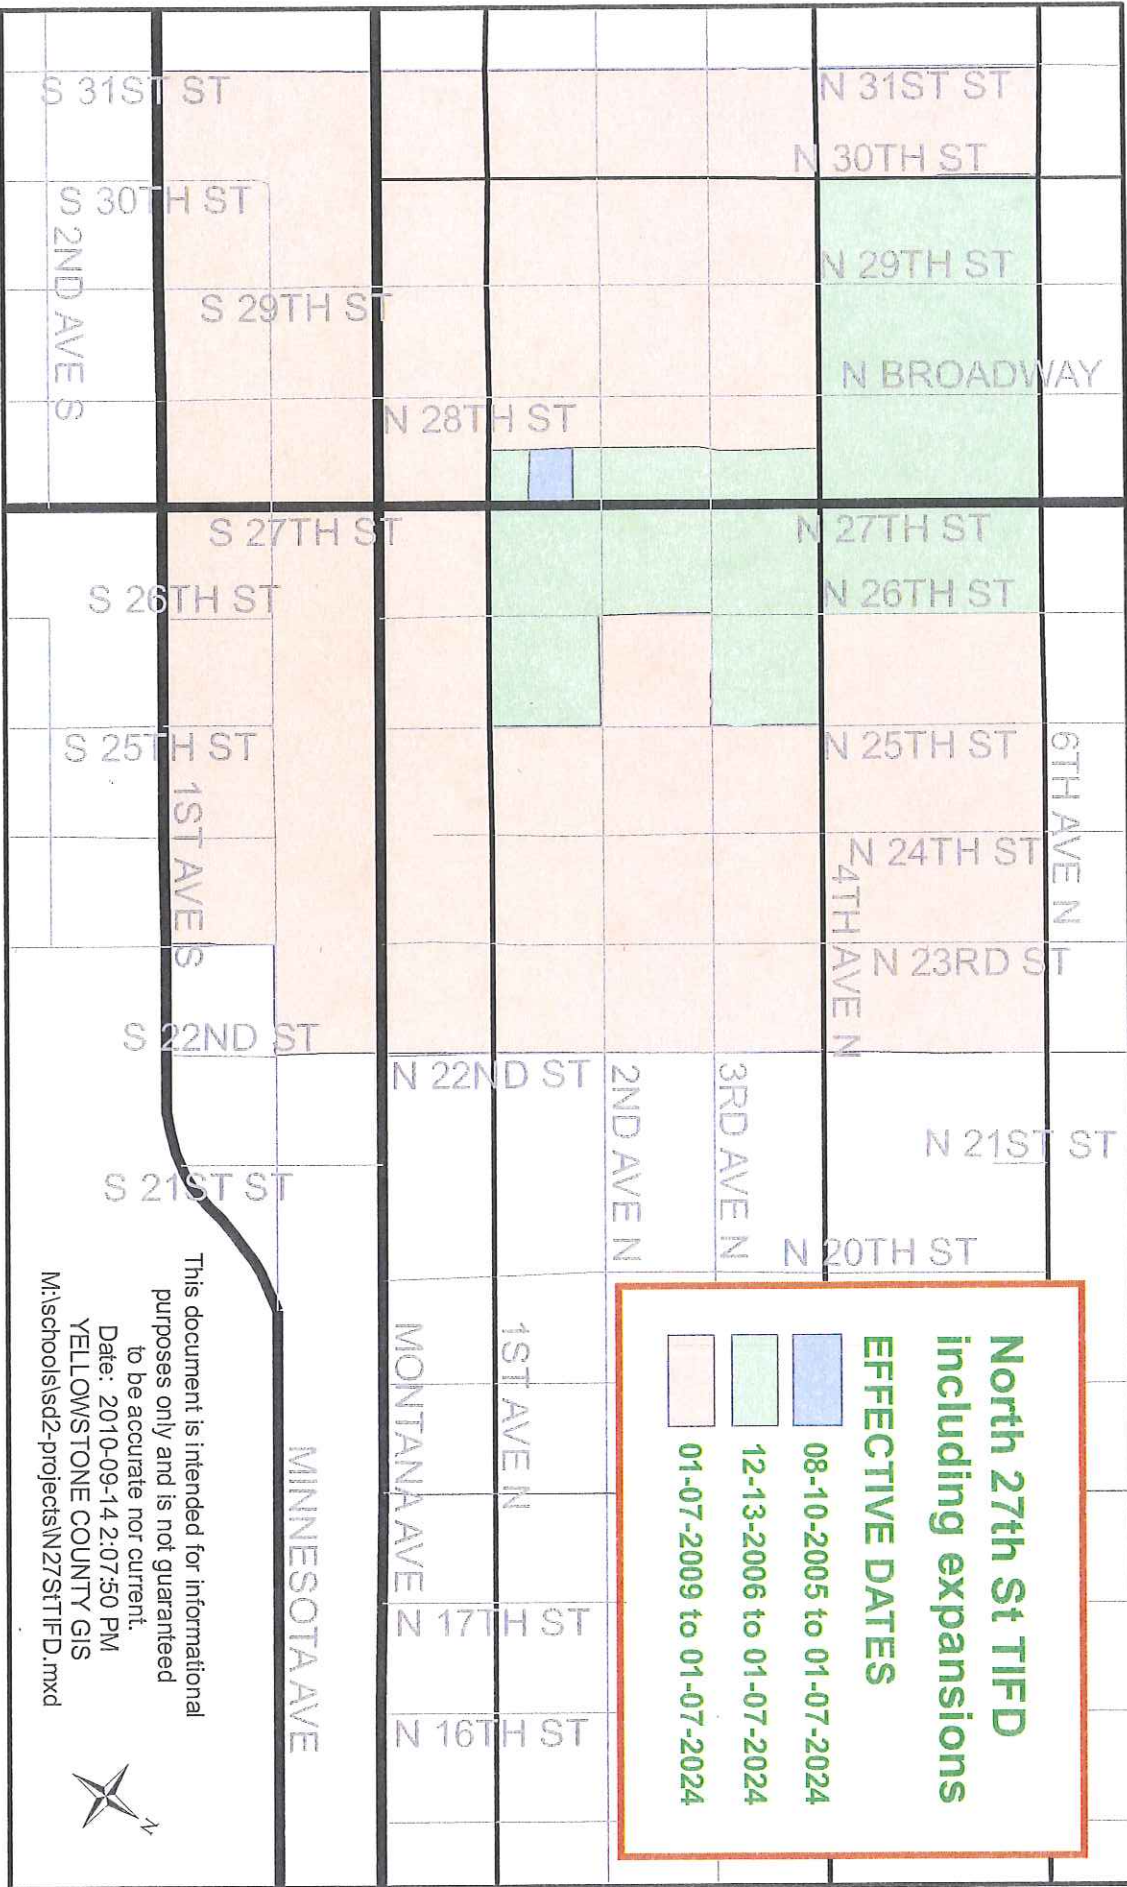 North 27th St TIFD
including expansions
EFFECTIVE DATES
08-10-2005 to 01-07-2024
12-13-2006 to 01-07-2024
01-07-2009 to 01-07-2024
S 31ST ST
N 31ST ST
N 30TH ST
S 30TH ST
2ND AVE S
N 29TH ST
S 29TH ST
N BROADWAY
N 28TH ST
S 27TH ST
N 27TH ST
S 26TH ST
N 26TH ST
S 25TH ST
N 25TH ST
6TH AVE N
1ST AVE S
N 24TH ST
4TH AVE N
N 23RD ST
S 22ND ST
N 22ND ST
2ND AVE N
3RD AVE N
N 21ST ST
S 21ST ST
N 20TH ST
1ST AVE N
MONTANA AVE
MINNESOTA AVE
N 17TH ST
N 16TH ST
This document is intended for informational
purposes only and is not guaranteed
to be accurate nor current.
Date: 2010-09-14 2:07:50 PM
YELLOWSTONE COUNTY GIS
M:\schools\sd2-projects\N27StTIFD.mxd
N